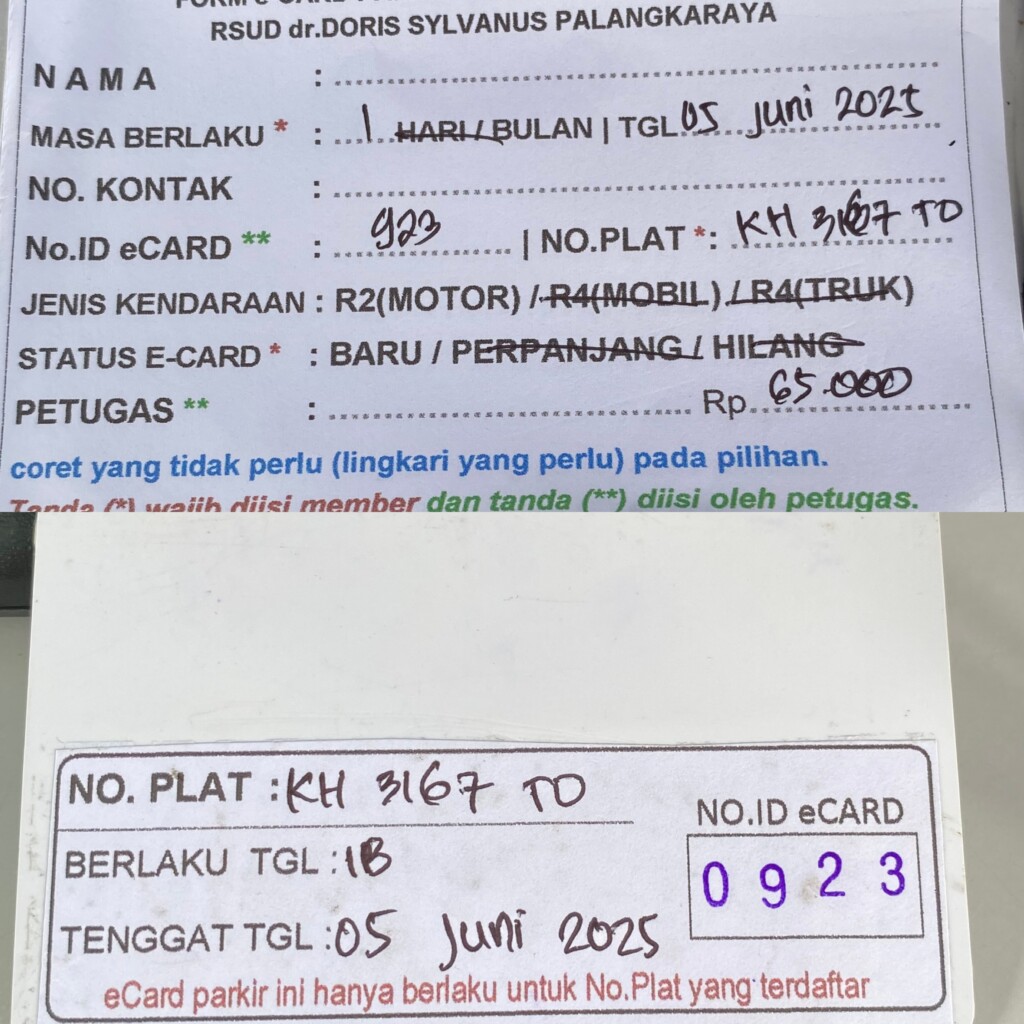 RSUD dr.DORIS SYLVANUS PALANGKARAYA
NAMA :
MASA BERLAKU * : 1 HARI / BULAN | TGL 05 Juni 2025
NO. KONTAK :
No.ID eCARD ** : 923 | NO.PLAT *: KH 3167 TO
JENIS KENDARAAN : R2(MOTOR) / R4(MOBIL) / R4(TRUK)
STATUS E-CARD * : BARU / PERPANJANG / HILANG
PETUGAS ** : Rp 65.000
coret yang tidak perlu (lingkari yang perlu) pada pilihan.
Tanda (*) wajib diisi member dan tanda (**) diisi oleh petugas.
NO. PLAT : KH 3167 TO
NO.ID eCARD
BERLAKU TGL : 1B
0923
TENGGAT TGL : 05 Juni 2025
eCard parkir ini hanya berlaku untuk No.Plat yang terdaftar